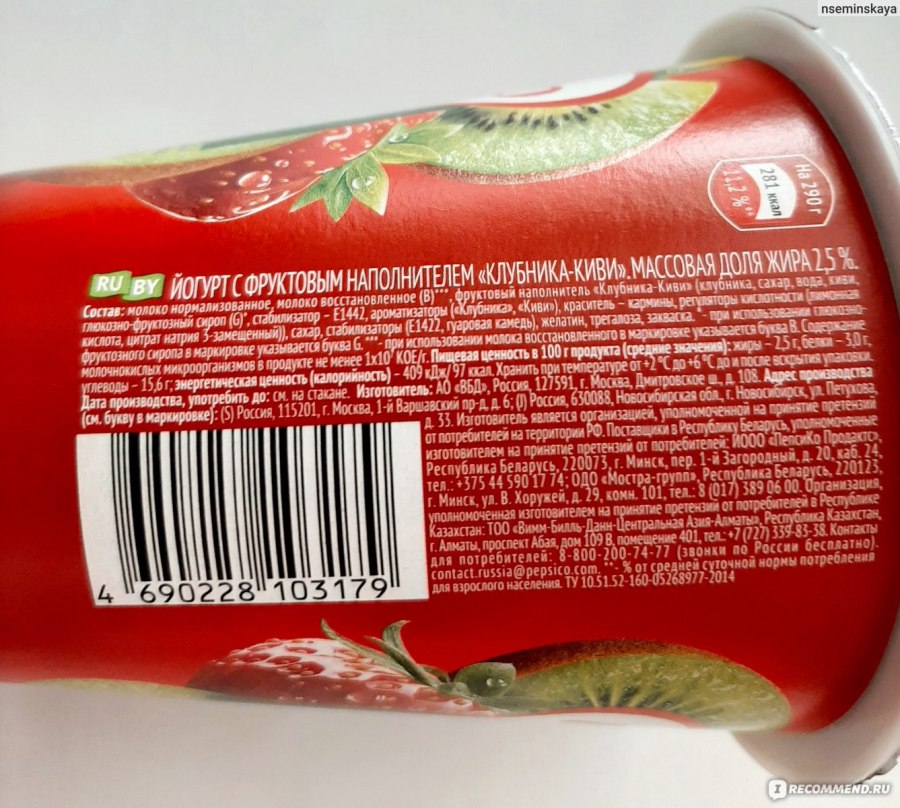 nseminskaya
На 290 г
281 ккал
11,2 %**
RU BY ЙОГУРТ С ФРУКТОВЫМ НАПОЛНИТЕЛЕМ «КЛУБНИКА-КИВИ». МАССОВАЯ ДОЛЯ ЖИРА 2,5 %.
Состав: молоко нормализованное, молоко восстановленное (B)***, фруктовый наполнитель «Клубника-Киви» (клубника, сахар, вода, киви,
глюкозно-фруктовый сироп (G)*, стабилизатор – Е1442, ароматизаторы («Клубника», «Киви»), краситель – кармины, регуляторы кислотности (лимонная
кислота, цитрат натрия 3-замещенный)), сахар, стабилизаторы (Е1422, гуаровая камедь), желатин, трегалоза, закваска. * - при использовании глюкозно-
фруктозного сиропа в маркировке указывается буква G. *** - при использовании молока восстановленного в маркировке указывается буква B. Содержание
молочнокислых микроорганизмов в продукте не менее 1х10⁷ КОЕ/г. Пищевая ценность в 100 г продукта (средние значения): жиры – 2,5 г, белки – 3,0 г,
углеводы – 15,6 г; энергетическая ценность (калорийность) – 409 кДж/97 ккал. Хранить при температуре от +2 °С до +6 °С до и после вскрытия упаковки.
Дата производства, употребить до: см. на стакане. Изготовитель: АО «ВБД», Россия, 127591, г. Москва, Дмитровское ш., д. 108. Адрес производства
(см. букву в маркировке): (S) Россия, 115201, г. Москва, 1-й Варшавский пр-д, д. 6; (J) Россия, 630088, Новосибирская обл., г. Новосибирск, ул. Петухова,
д. 33. Изготовитель является организацией, уполномоченной на принятие претензий
от потребителей на территории РФ. Поставщики в Республику Беларусь, уполномоченные
изготовителем на принятие претензий от потребителей: ИООО «ПепсиКо Продактс»,
Республика Беларусь, 220073, г. Минск, пер. 1-й Загородный, д. 20, каб. 24,
тел.: +375 44 590 17 74; ОДО «Мостра-групп», Республика Беларусь, 220123,
г. Минск, ул. В. Хоружей, д. 29, комн. 101, тел.: 8 (017) 389 06 00. Организация,
уполномоченная изготовителем на принятие претензий от потребителей в Республике
Казахстан: ТОО «Вимм-Билль-Данн-Центральная Азия-Алматы», Республика Казахстан,
г. Алматы, проспект Абая, дом 109 В, помещение 401, тел.: +7 (727) 339-83-38. Контакты
для потребителей: 8-800-200-74-77 (звонки по России бесплатно).
contact.russia@pepsico.com. ** - % от средней суточной нормы потребления
для взрослого населения. ТУ 10.51.52-160-05268977-2014
4 690228 103179
I RECOMMEND.RU